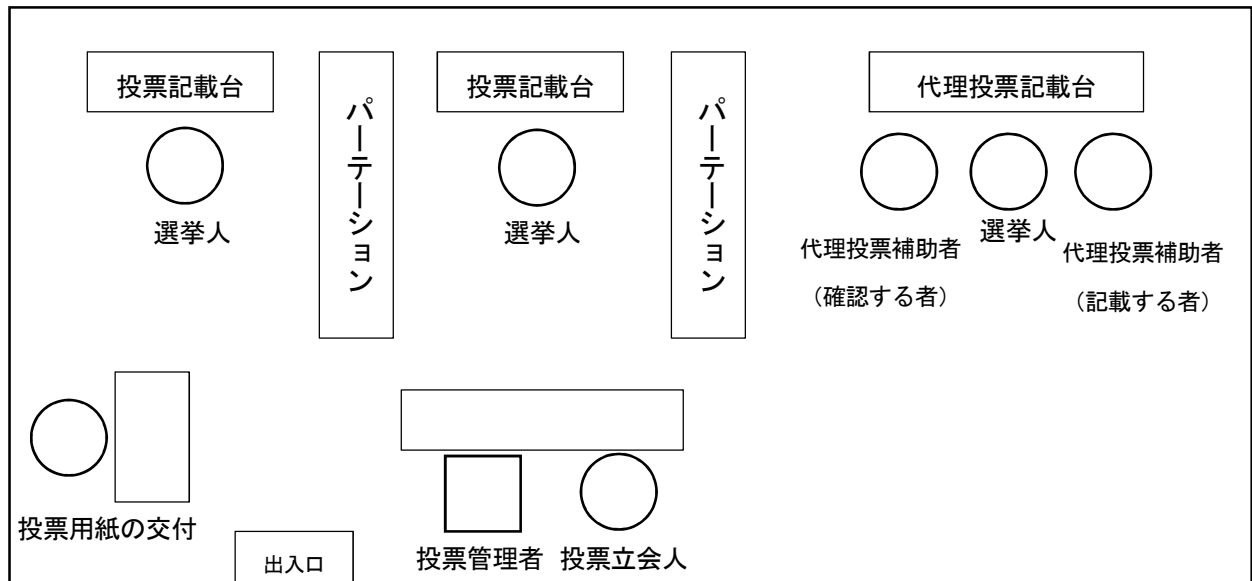 投票記載台
投票記載台
代理投票記載台
パーテーション
パーテーション
選挙人
選挙人
選挙人
代理投票補助者
（確認する者）
代理投票補助者
（記載する者）
投票用紙の交付
出入口
投票管理者
投票立会人